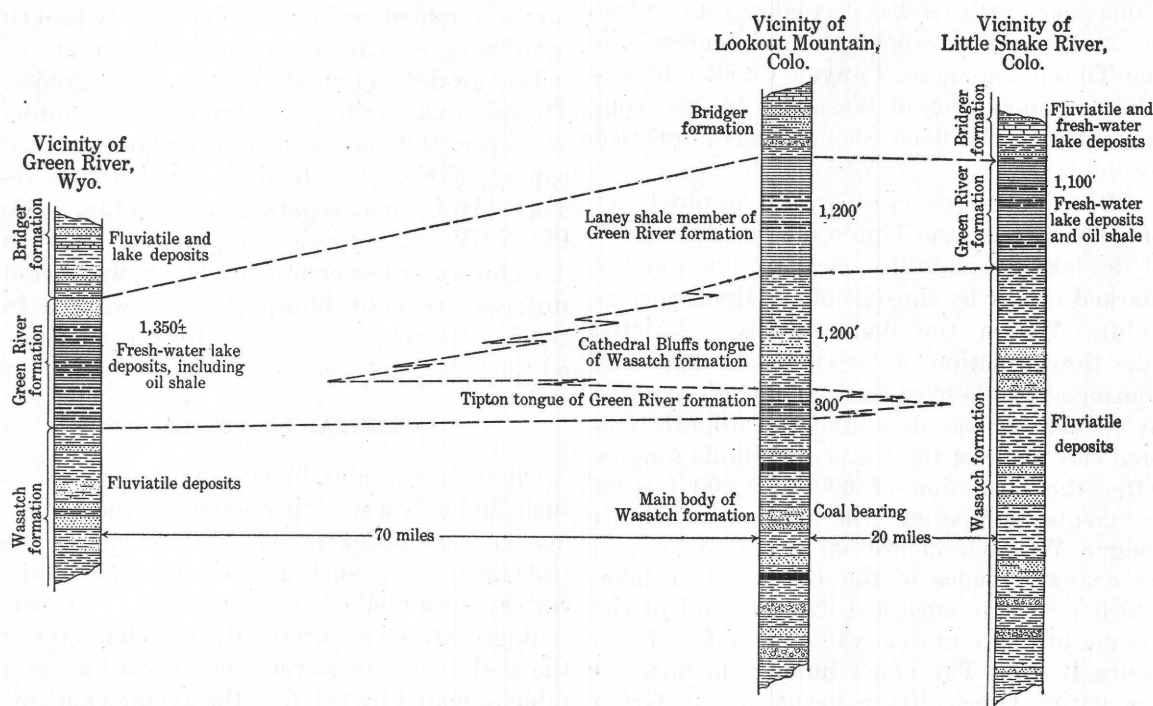 Vicinity of
Green River,
Wyo.
Vicinity of
Lookout Mountain,
Colo.
Vicinity of
Little Snake River,
Colo.
Bridger
formation
Fluviatile and
lake deposits
Green River
formation
1,350'±
Fresh-water lake
deposits, including
oil shale
Wasatch
formation
Fluviatile deposits
70 miles
Bridger
formation
Laney shale member of
Green River formation
1,200'
Cathedral Bluffs tongue
of Wasatch formation
1,200'
Tipton tongue of Green River formation
300'
Main body of
Wasatch formation
Coal bearing
20 miles
Bridger
formation
Fluviatile and
fresh-water
lake deposits
Green River
formation
1,100'
Fresh-water
lake deposits
and oil shale
Wasatch formation
Fluviatile
deposits